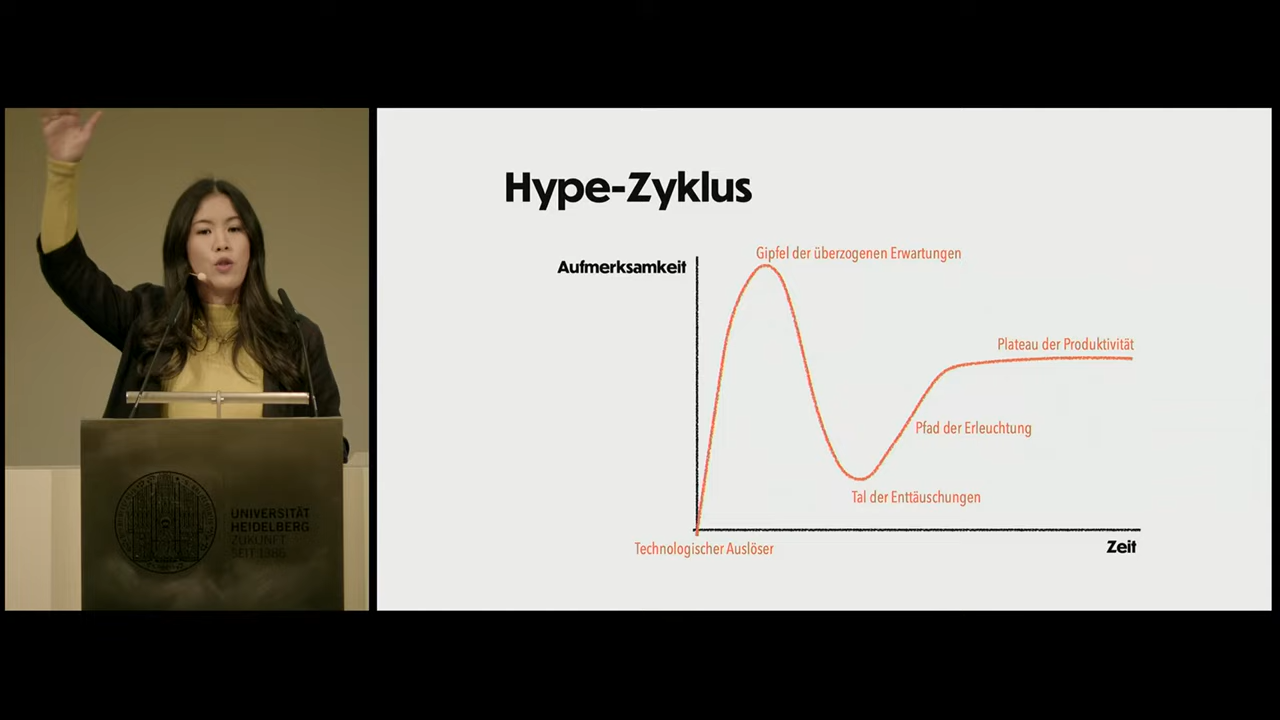 Hype-Zyklus
Gipfel der überzogenen Erwartungen
Aufmerksamkeit
Plateau der Produktivität
Pfad der Erleuchtung
Tal der Enttäuschungen
Technologischer Auslöser
Zeit
UNIVERSITÄT
HEIDELBERG
ZUKUNFT
SEIT 1386